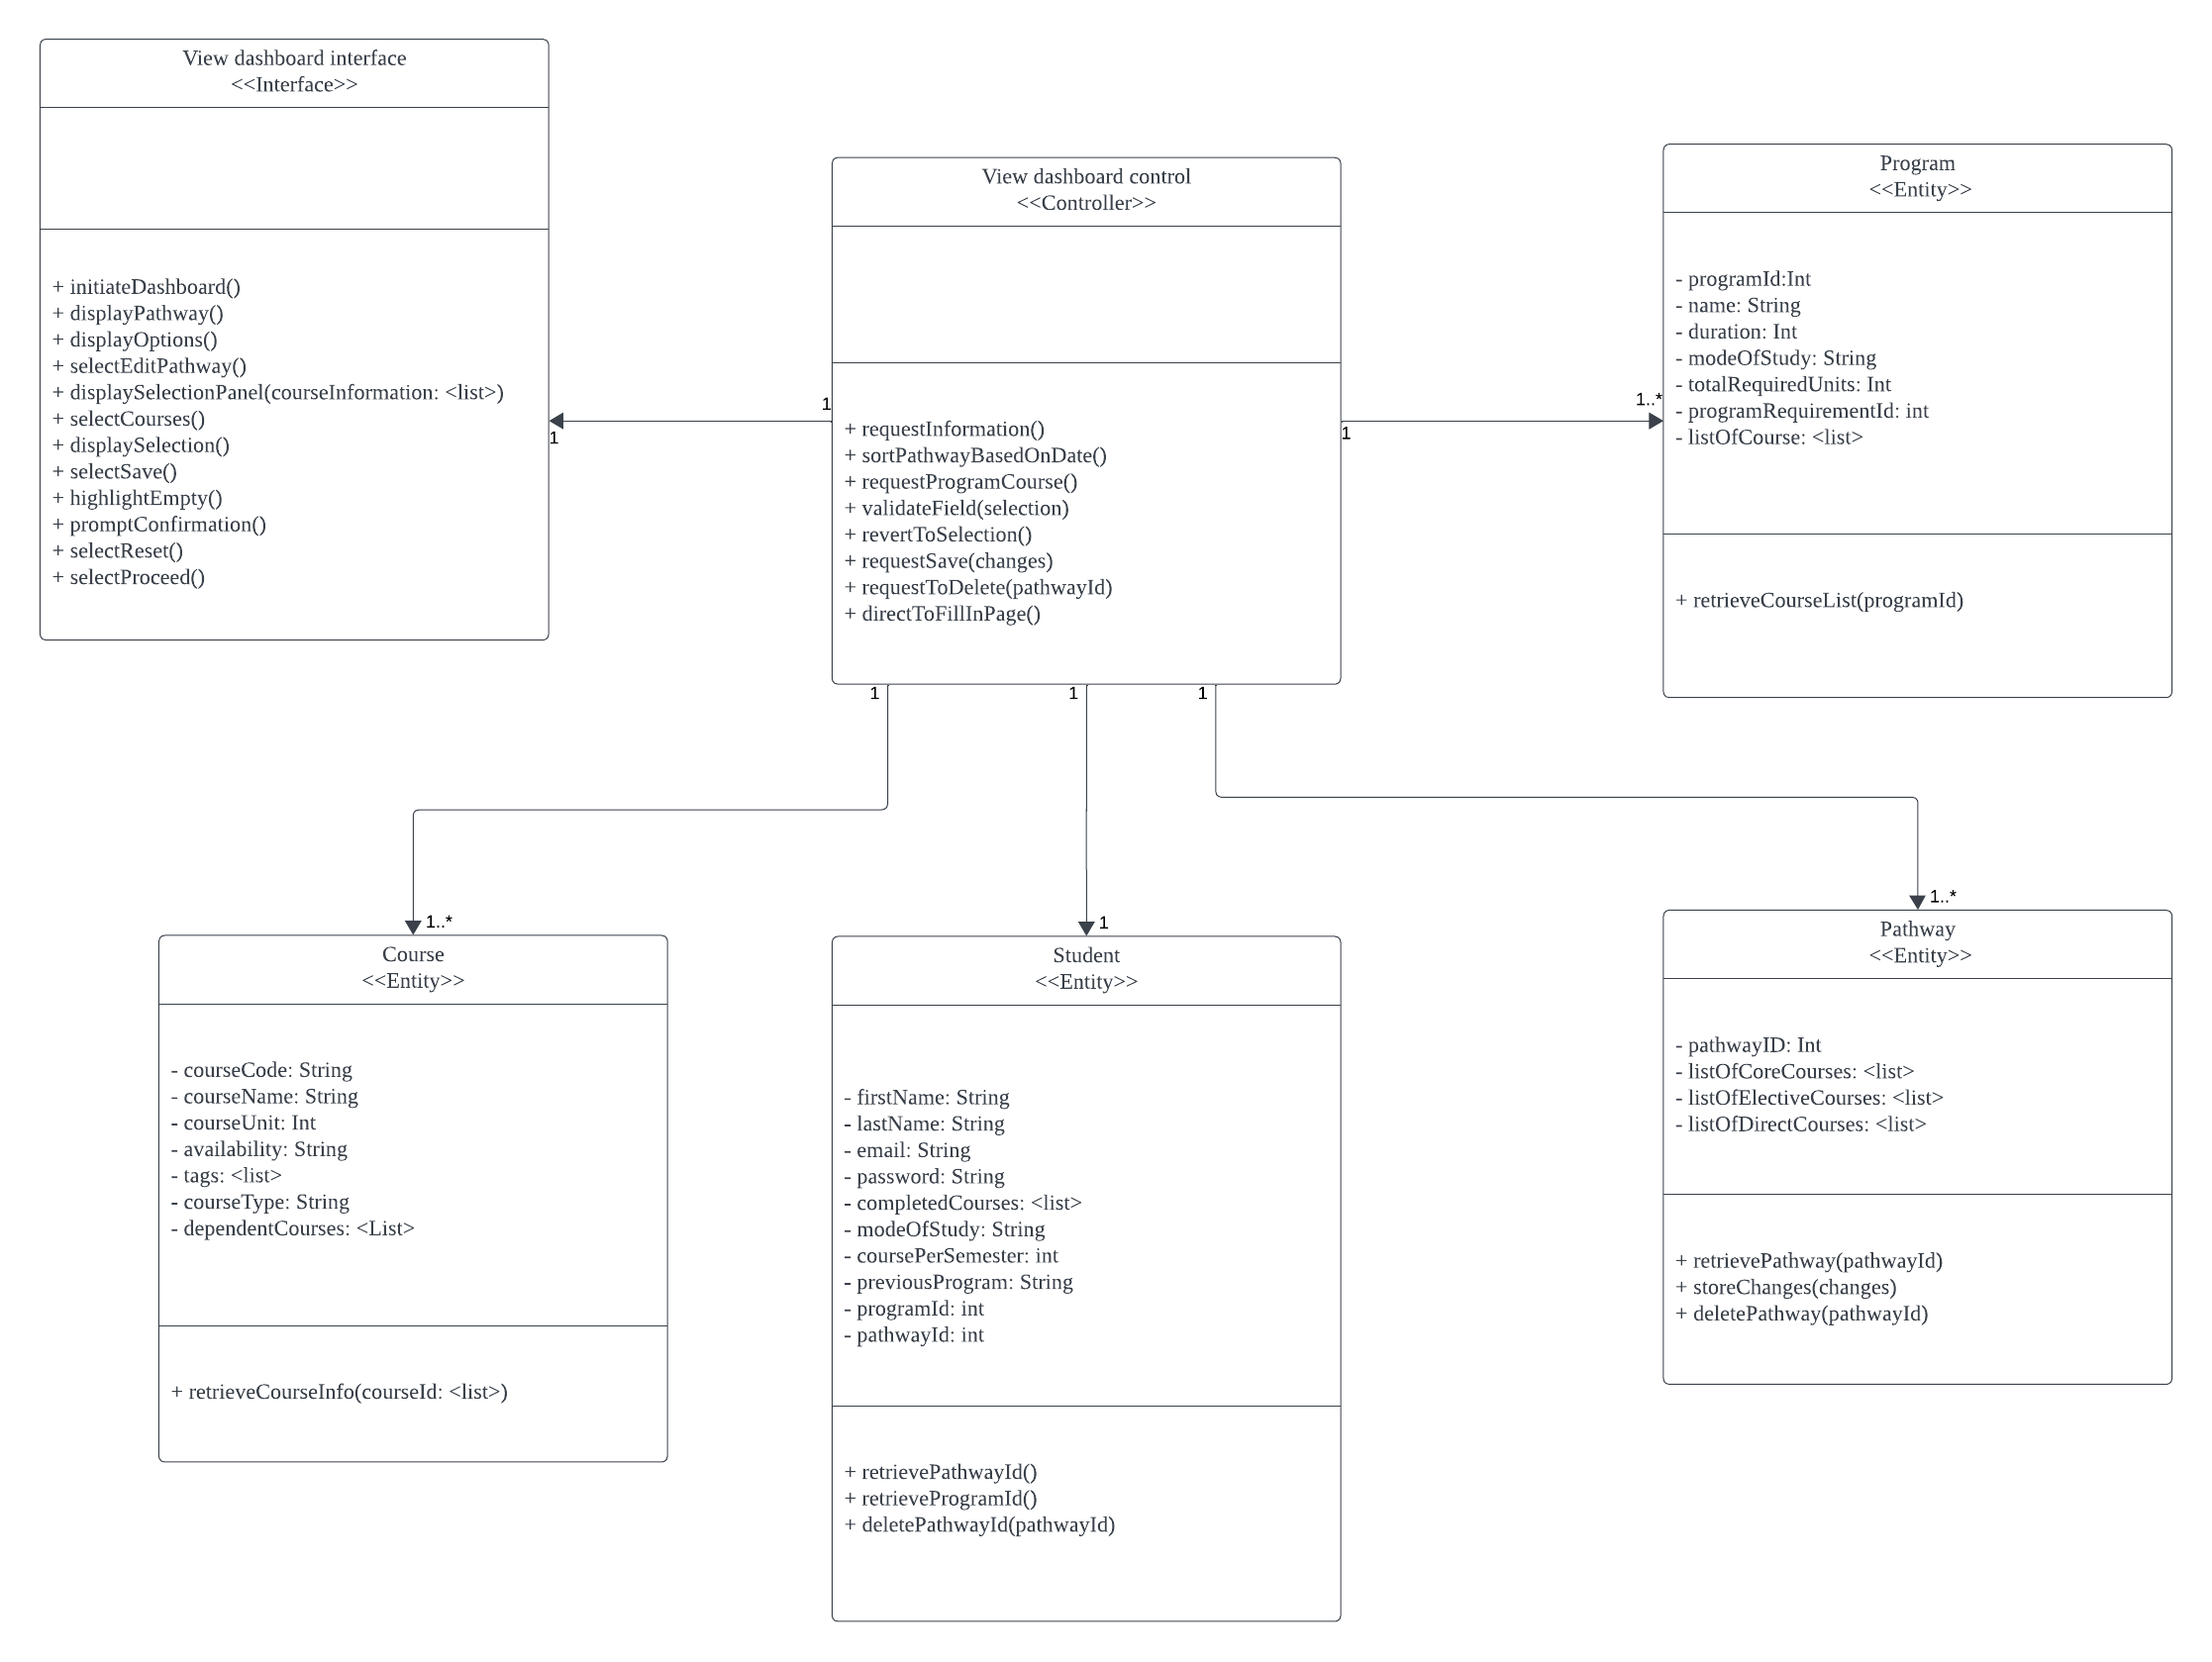 View dashboard interface
<<Interface>>
+ initiateDashboard()
+ displayPathway()
+ displayOptions()
+ selectEditPathway()
+ displaySelectionPanel(courseInformation: <list>)
+ selectCourses()
+ displaySelection()
+ selectSave()
+ highlightEmpty()
+ promptConfirmation()
+ selectReset()
+ selectProceed()
1
1
View dashboard control
<<Controller>>
+ requestInformation()
+ sortPathwayBasedOnDate()
+ requestProgramCourse()
+ validateField(selection)
+ revertToSelection()
+ requestSave(changes)
+ requestToDelete(pathwayId)
+ directToFillInPage()
1
1..*
Program
<<Entity>>
- programId:Int
- name: String
- duration: Int
- modeOfStudy: String
- totalRequiredUnits: Int
- programRequirementId: int
- listOfCourse: <list>
+ retrieveCourseList(programId)
1
1
1
1..*
1
1..*
Course
<<Entity>>
- courseCode: String
- courseName: String
- courseUnit: Int
- availability: String
- tags: <list>
- courseType: String
- dependentCourses: <List>
+ retrieveCourseInfo(courseId: <list>)
Student
<<Entity>>
- firstName: String
- lastName: String
- email: String
- password: String
- completedCourses: <list>
- modeOfStudy: String
- coursePerSemester: int
- previousProgram: String
- programId: int
- pathwayId: int
+ retrievePathwayId()
+ retrieveProgramId()
+ deletePathwayId(pathwayId)
Pathway
<<Entity>>
- pathwayID: Int
- listOfCoreCourses: <list>
- listOfElectiveCourses: <list>
- listOfDirectCourses: <list>
+ retrievePathway(pathwayId)
+ storeChanges(changes)
+ deletePathway(pathwayId)